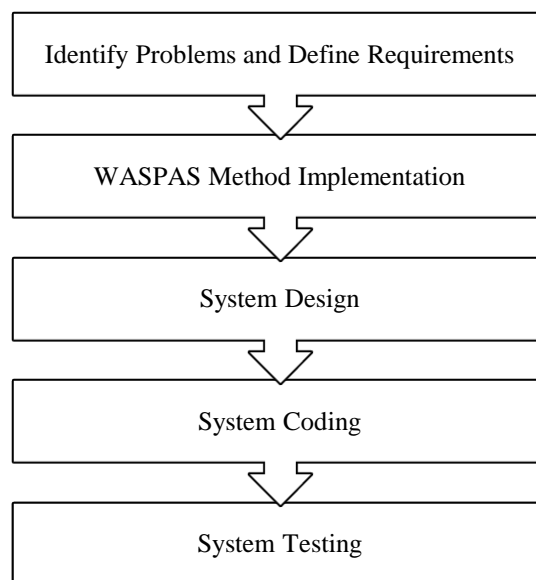 Identify Problems and Define Requirements
WASPAS Method Implementation
System Design
System Coding
System Testing